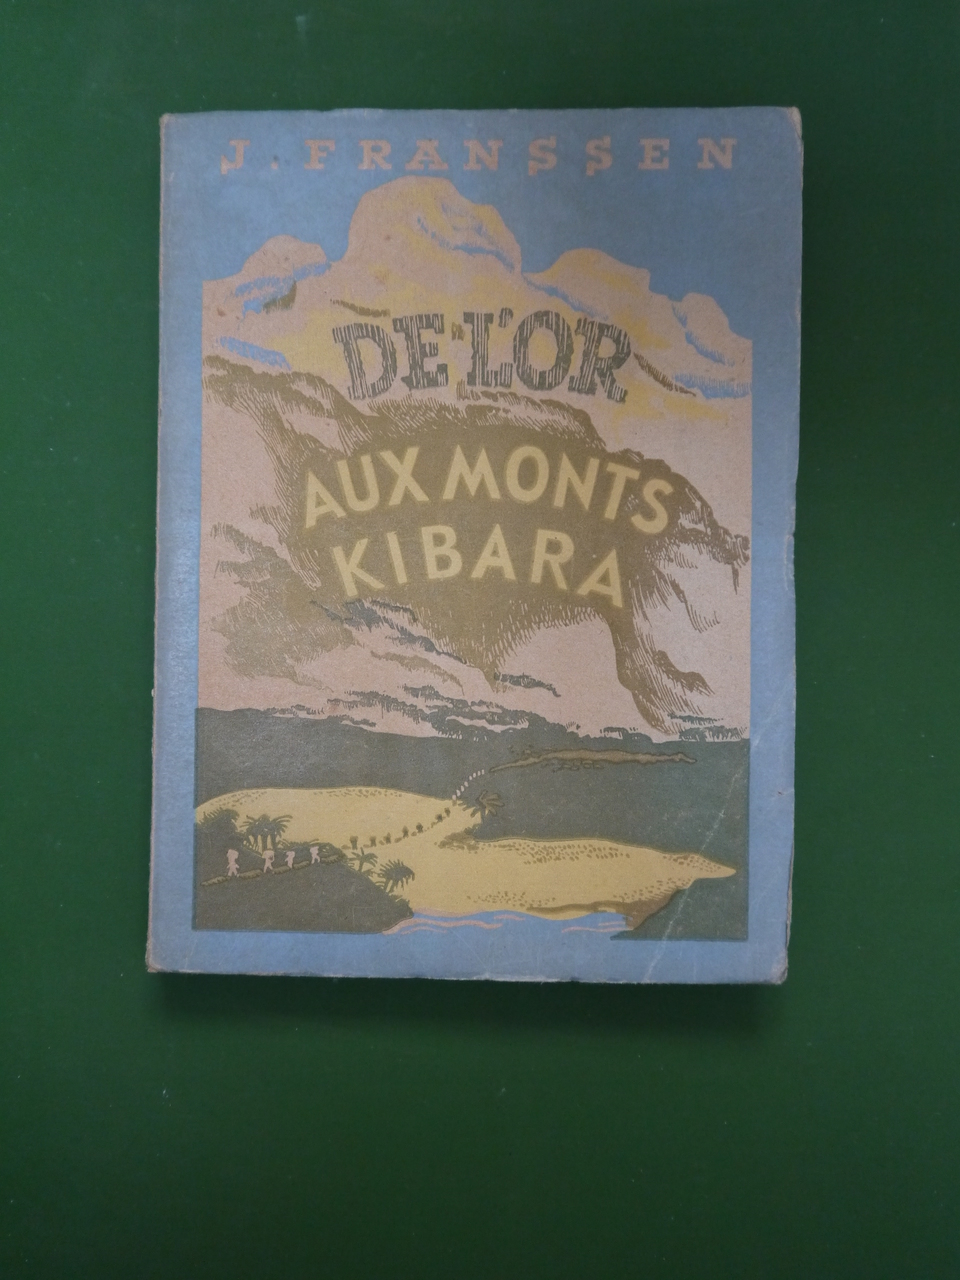 J. FRANSSEN
DE L'OR
AUX MONTS
KIBARA